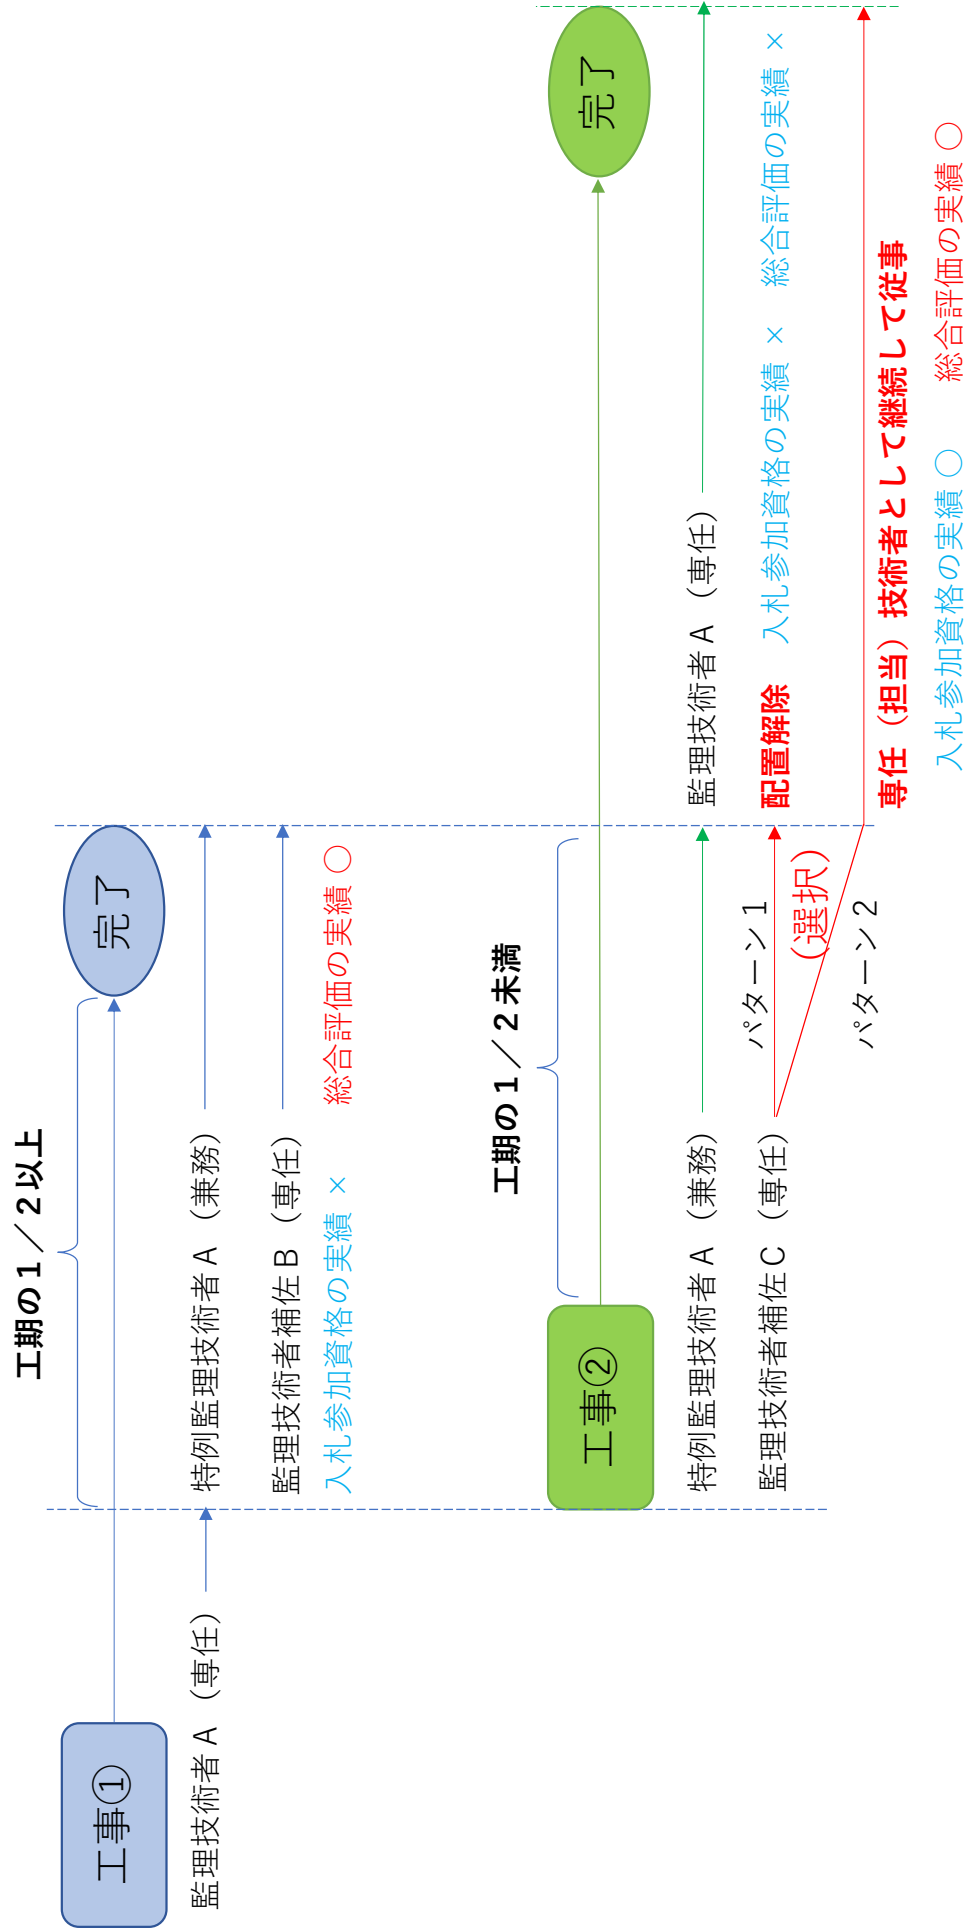 工期の１／２以上
工事①
完了
監理技術者Ａ（専任）
特例監理技術者Ａ（兼務）
監理技術者補佐Ｂ（専任）
入札参加資格の実績 ×　総合評価の実績 ○
工期の１／２未満
工事②
完了
特例監理技術者Ａ（兼務）
監理技術者Ａ（専任）
監理技術者補佐Ｃ（専任）
パターン１
配置解除　入札参加資格の実績 ×　総合評価の実績 ×
（選択）
パターン２
専任（担当）技術者として継続して従事
入札参加資格の実績 ○　総合評価の実績 ○